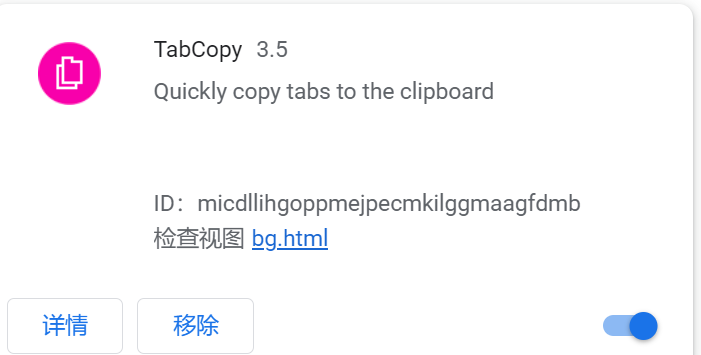 TabCopy 3.5
Quickly copy tabs to the clipboard
ID：micdllihgoppmejpecmkilggmaagfdmb
检查视图 bg.html
详情 移除